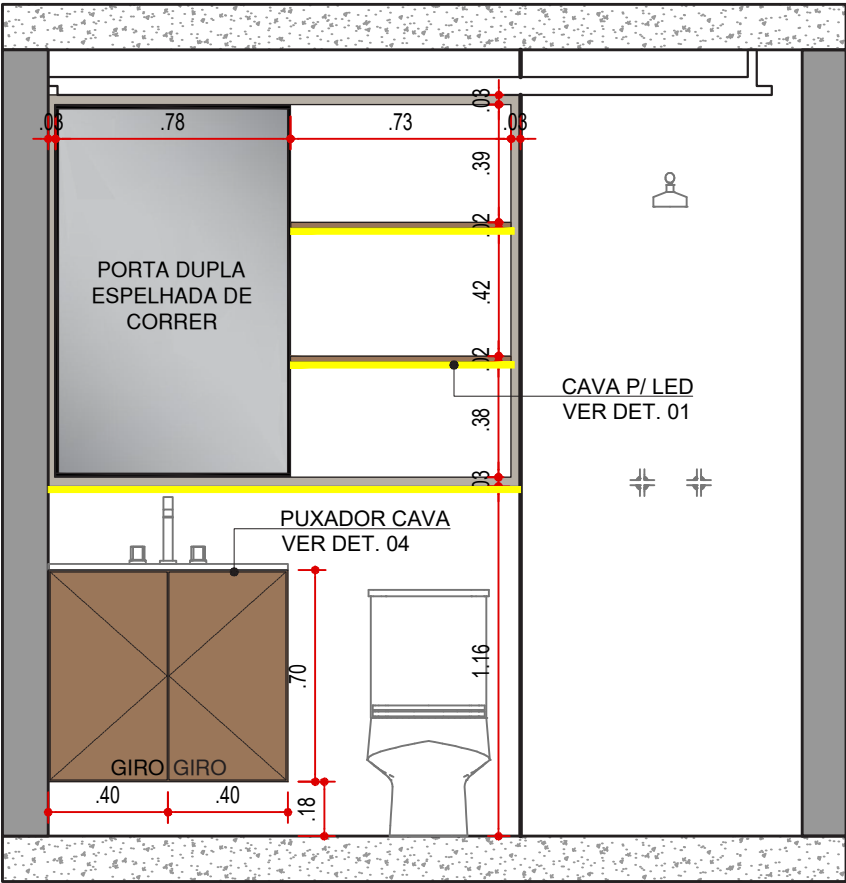 .03
.03 .78 .73 .03
.39
.02
PORTA DUPLA
ESPELHADA DE
CORRER
.42
.02
CAVA P/ LED
VER DET. 01
.38
.03
PUXADOR CAVA
VER DET. 04
.70
1.16
GIRO GIRO
.40 .40
.18